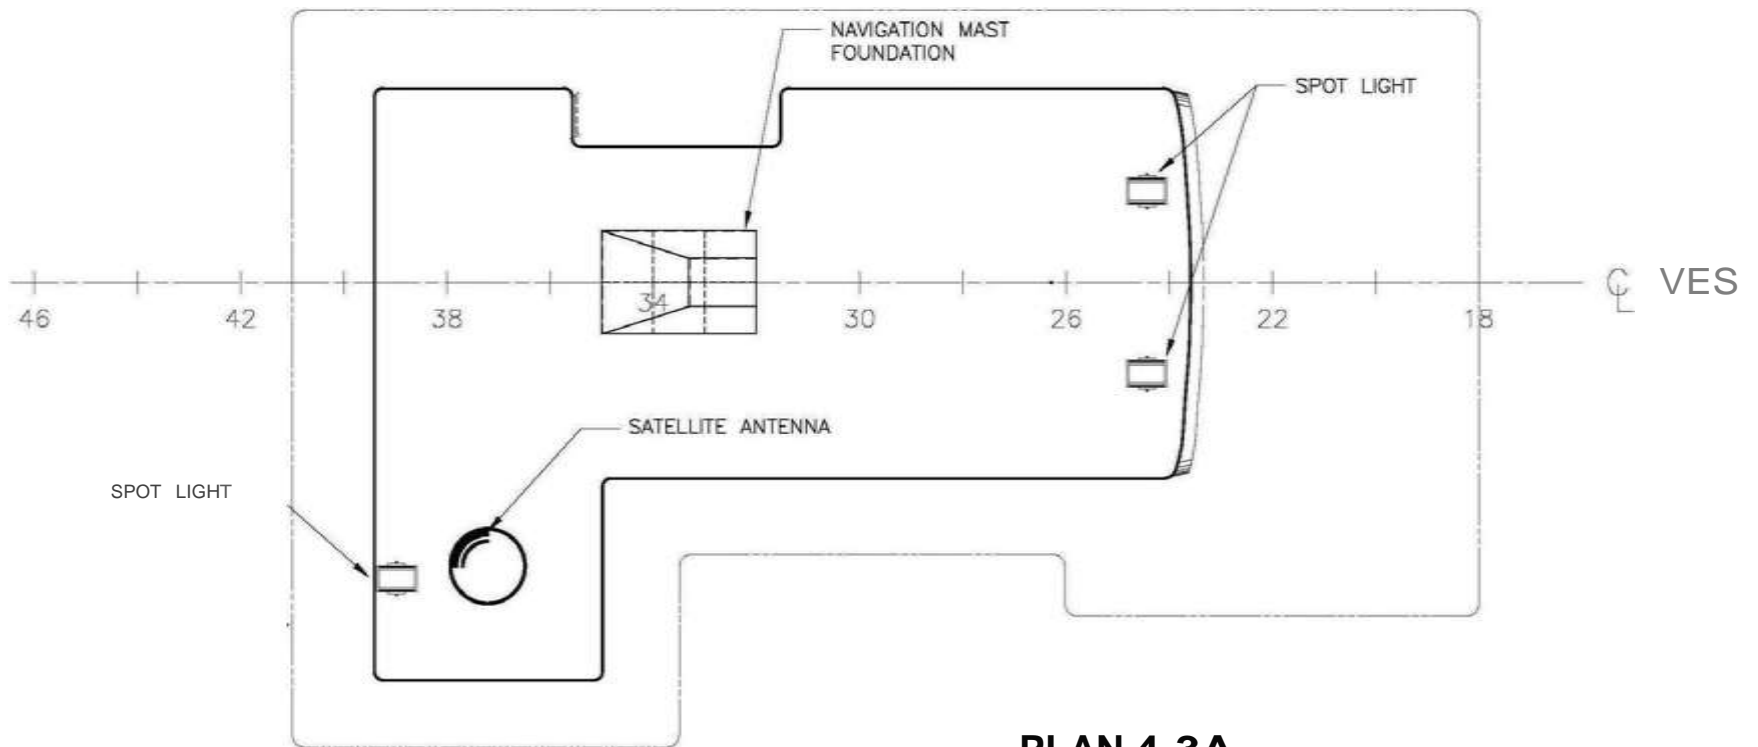 NAVIGATION MAST
FOUNDATION
SPOT LIGHT
℄ VES
46 42 38 34 30 26 22 18
SATELLITE ANTENNA
SPOT LIGHT